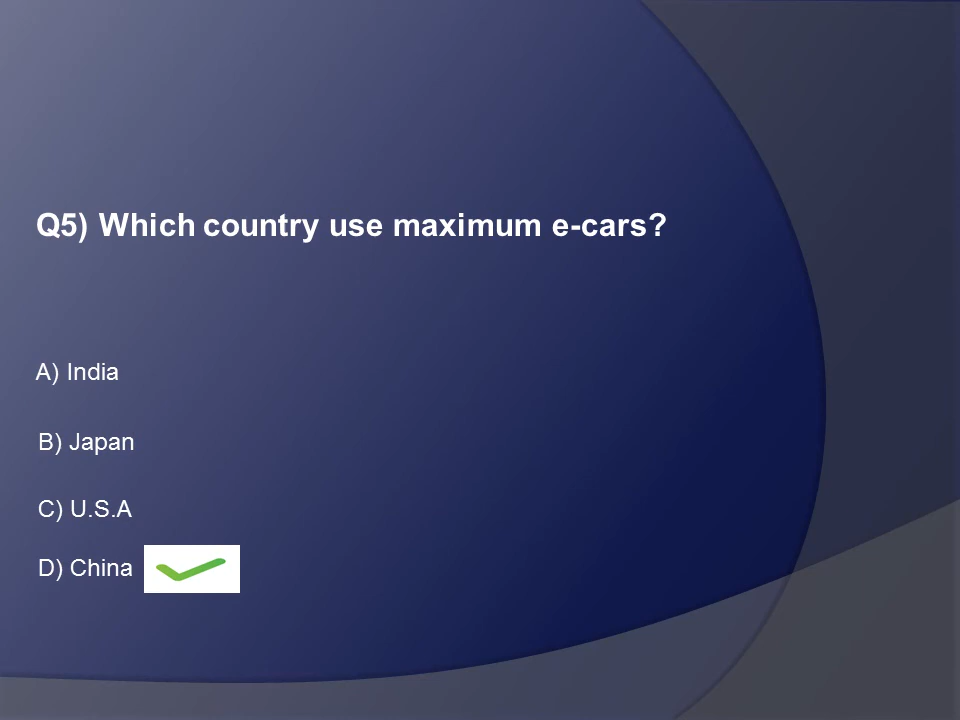 Q5) Which country use maximum e-cars?
A) India
B) Japan
C) U.S.A
D) China